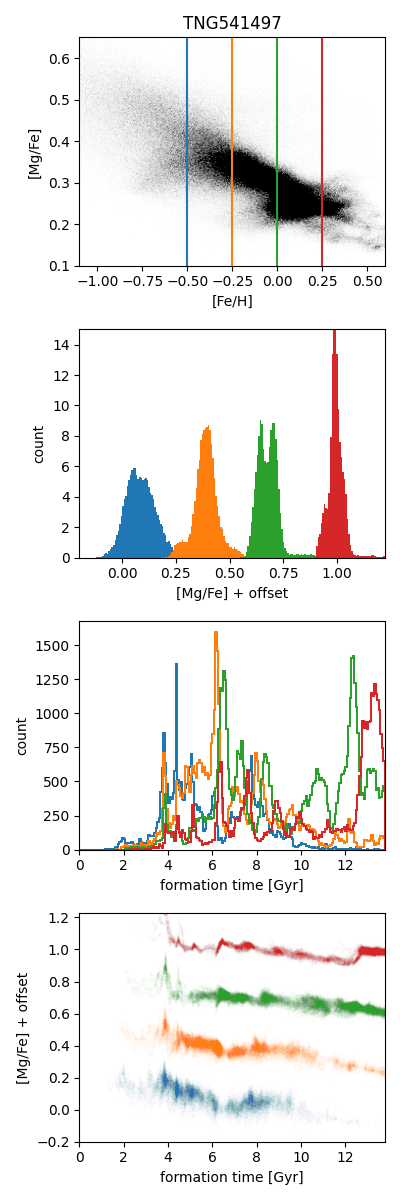 TNG541497
0.6
0.5
0.4
0.3
0.2
0.1
[Mg/Fe]
−1.00 −0.75 −0.50 −0.25 0.00 0.25 0.50
[Fe/H]
14
12
10
8
6
4
2
0
count
0.00 0.25 0.50 0.75 1.00
[Mg/Fe] + offset
1500
1250
1000
750
500
250
0
count
0 2 4 6 8 10 12
formation time [Gyr]
1.2
1.0
0.8
0.6
0.4
0.2
0.0
−0.2
[Mg/Fe] + offset
0 2 4 6 8 10 12
formation time [Gyr]